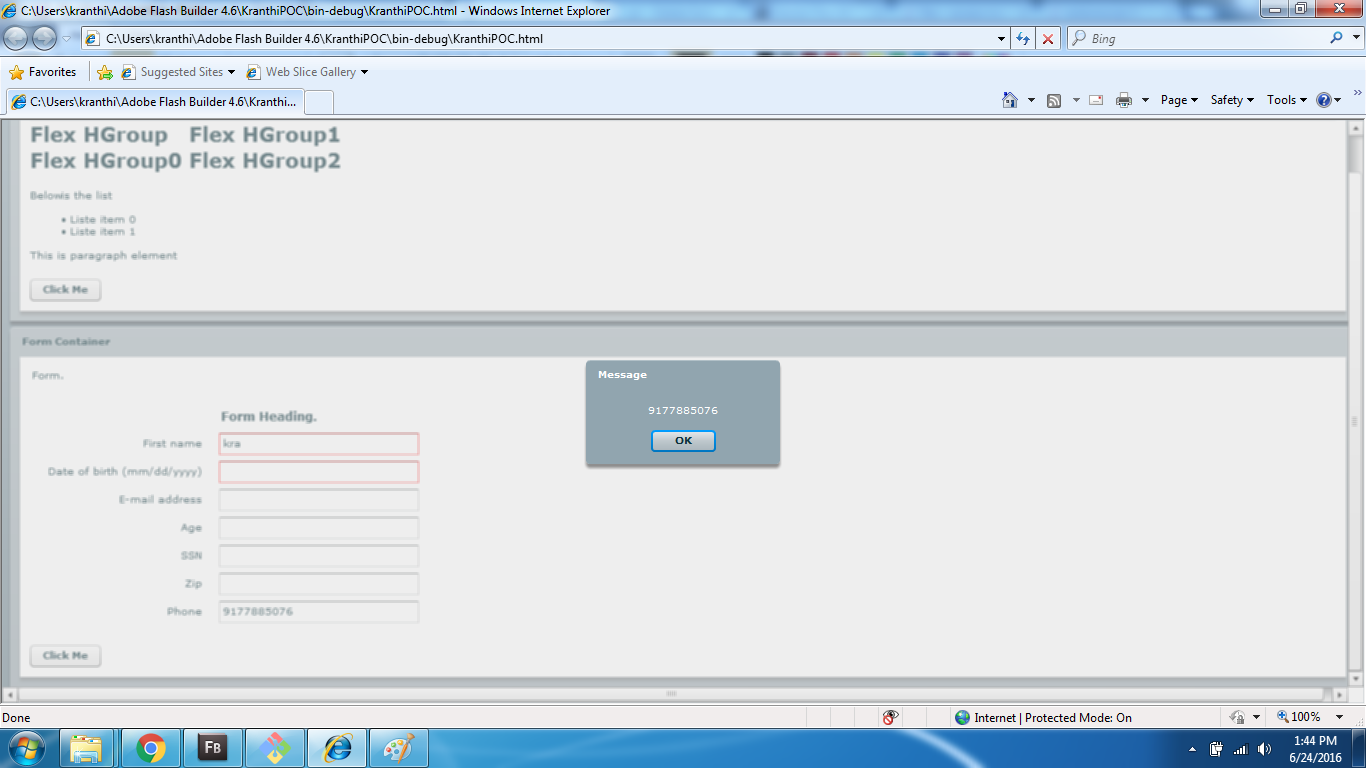 C:\Users\kranthi\Adobe Flash Builder 4.6\KranthiPOC\bin-debug\KranthiPOC.html - Windows Internet Explorer
C:\Users\kranthi\Adobe Flash Builder 4.6\KranthiPOC\bin-debug\KranthiPOC.html
Bing
Favorites
Suggested Sites
Web Slice Gallery
C:\Users\kranthi\Adobe Flash Builder 4.6\Kranthi...
Page
Safety
Tools
Flex HGroup Flex HGroup1
Flex HGroup0 Flex HGroup2
Belowis the list
• Liste item 0
• Liste item 1
This is paragraph element
Click Me
Form Container
Form.
Message
9177885076
OK
Form Heading.
First name kra
Date of birth (mm/dd/yyyy)
E-mail address
Age
SSN
Zip
Phone 9177885076
Click Me
Done
Internet | Protected Mode: On
100%
FB
1:44 PM
6/24/2016